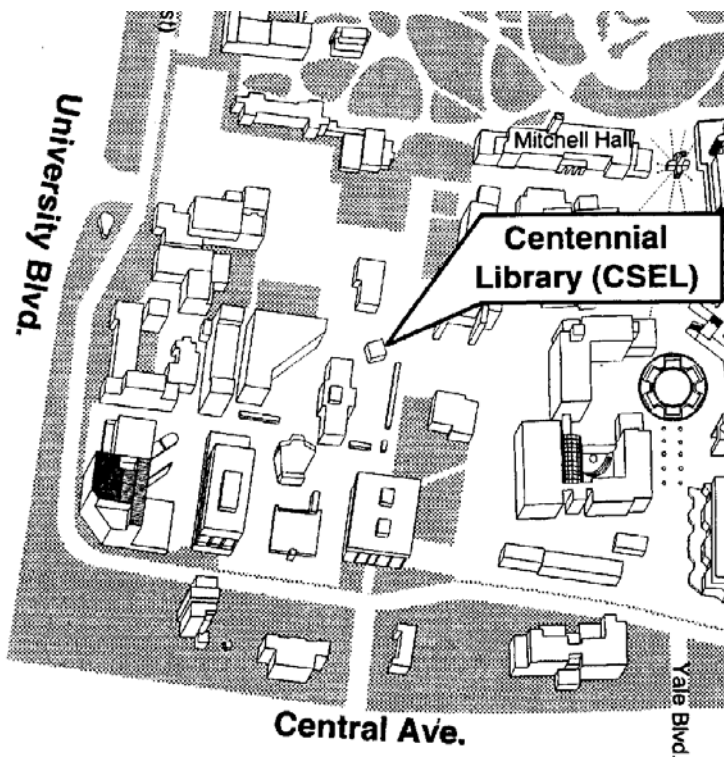 Mitchell Hall
Centennial
Library (CSEL)
University Blvd.
Central Ave.
Yale Blvd.